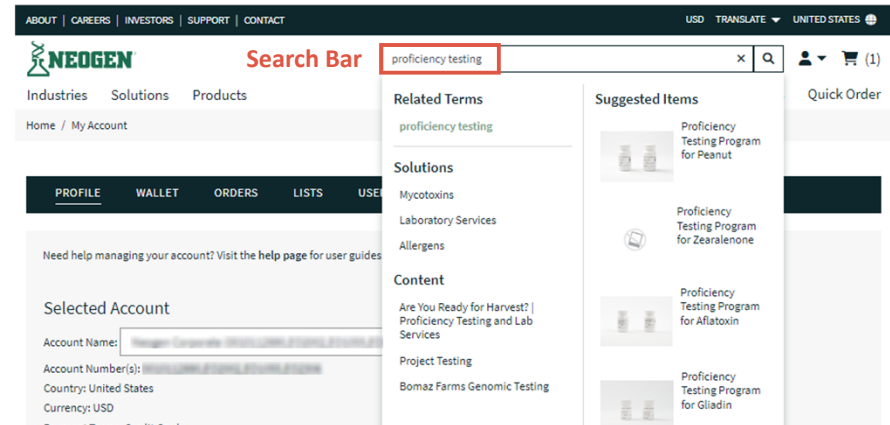 ABOUT | CAREERS | INVESTORS | SUPPORT | CONTACT
USD TRANSLATE UNITED STATES
NEOGEN
Search Bar
proficiency testing
(1)
Industries Solutions Products
Quick Order
Home / My Account
Related Terms
proficiency testing
Solutions
Mycotoxins
Laboratory Services
Allergens
Content
Are You Ready for Harvest? |
Proficiency Testing and Lab
Services
Project Testing
Bomaz Farms Genomic Testing
Suggested Items
Proficiency
Testing Program
for Peanut
Proficiency
Testing Program
for Zearalenone
Proficiency
Testing Program
for Aflatoxin
Proficiency
Testing Program
for Gliadin
PROFILE WALLET ORDERS LISTS
Need help managing your account? Visit the help page for user guides
Selected Account
Account Name:
Account Number(s):
Country: United States
Currency: USD